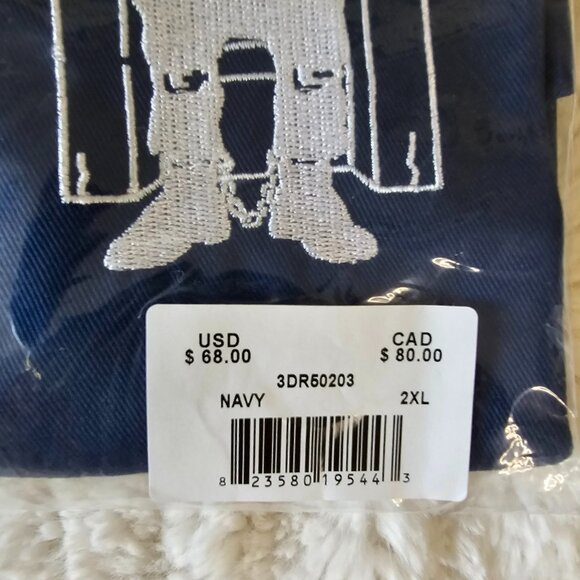 USD CAD
$ 68.00 $ 80.00
3DR50203
NAVY 2XL
8 23580 19544 3